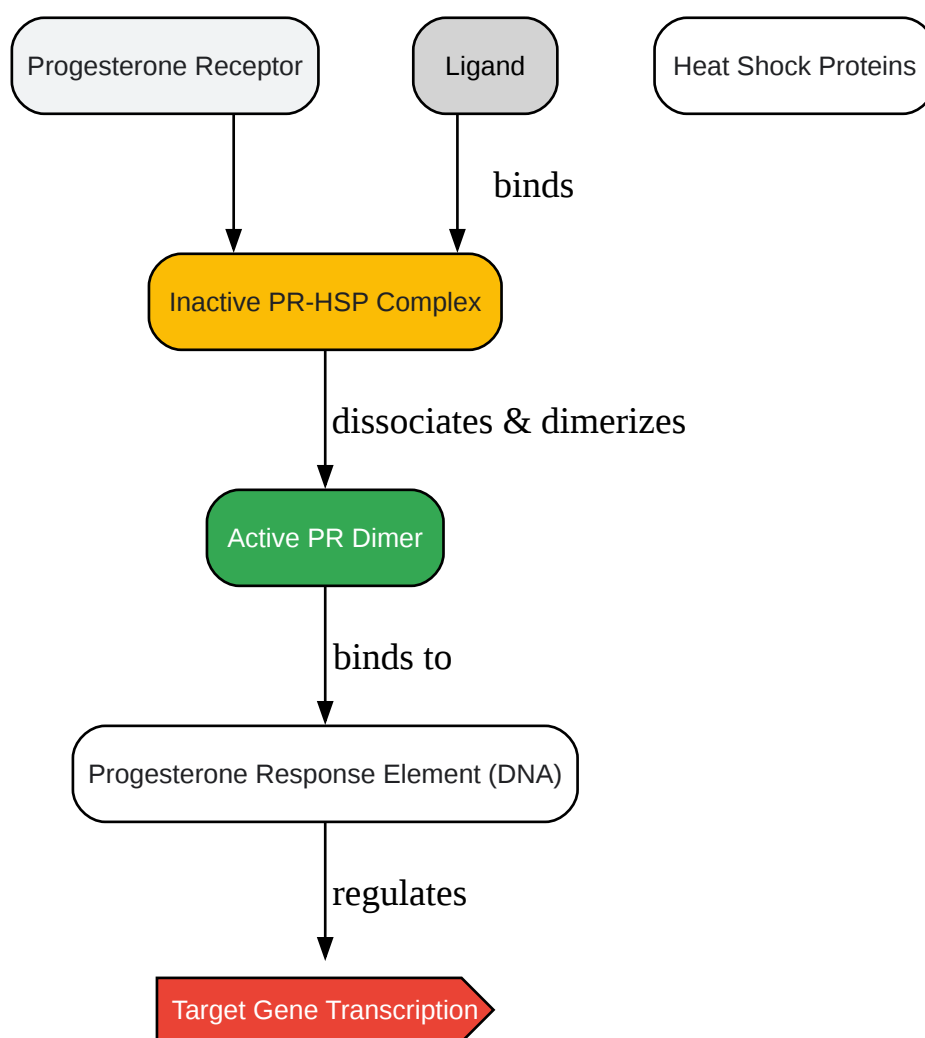 Progesterone Receptor
Ligand
Heat Shock Proteins
binds
Inactive PR-HSP Complex
dissociates & dimerizes
Active PR Dimer
binds to
Progesterone Response Element (DNA)
regulates
Target Gene Transcription